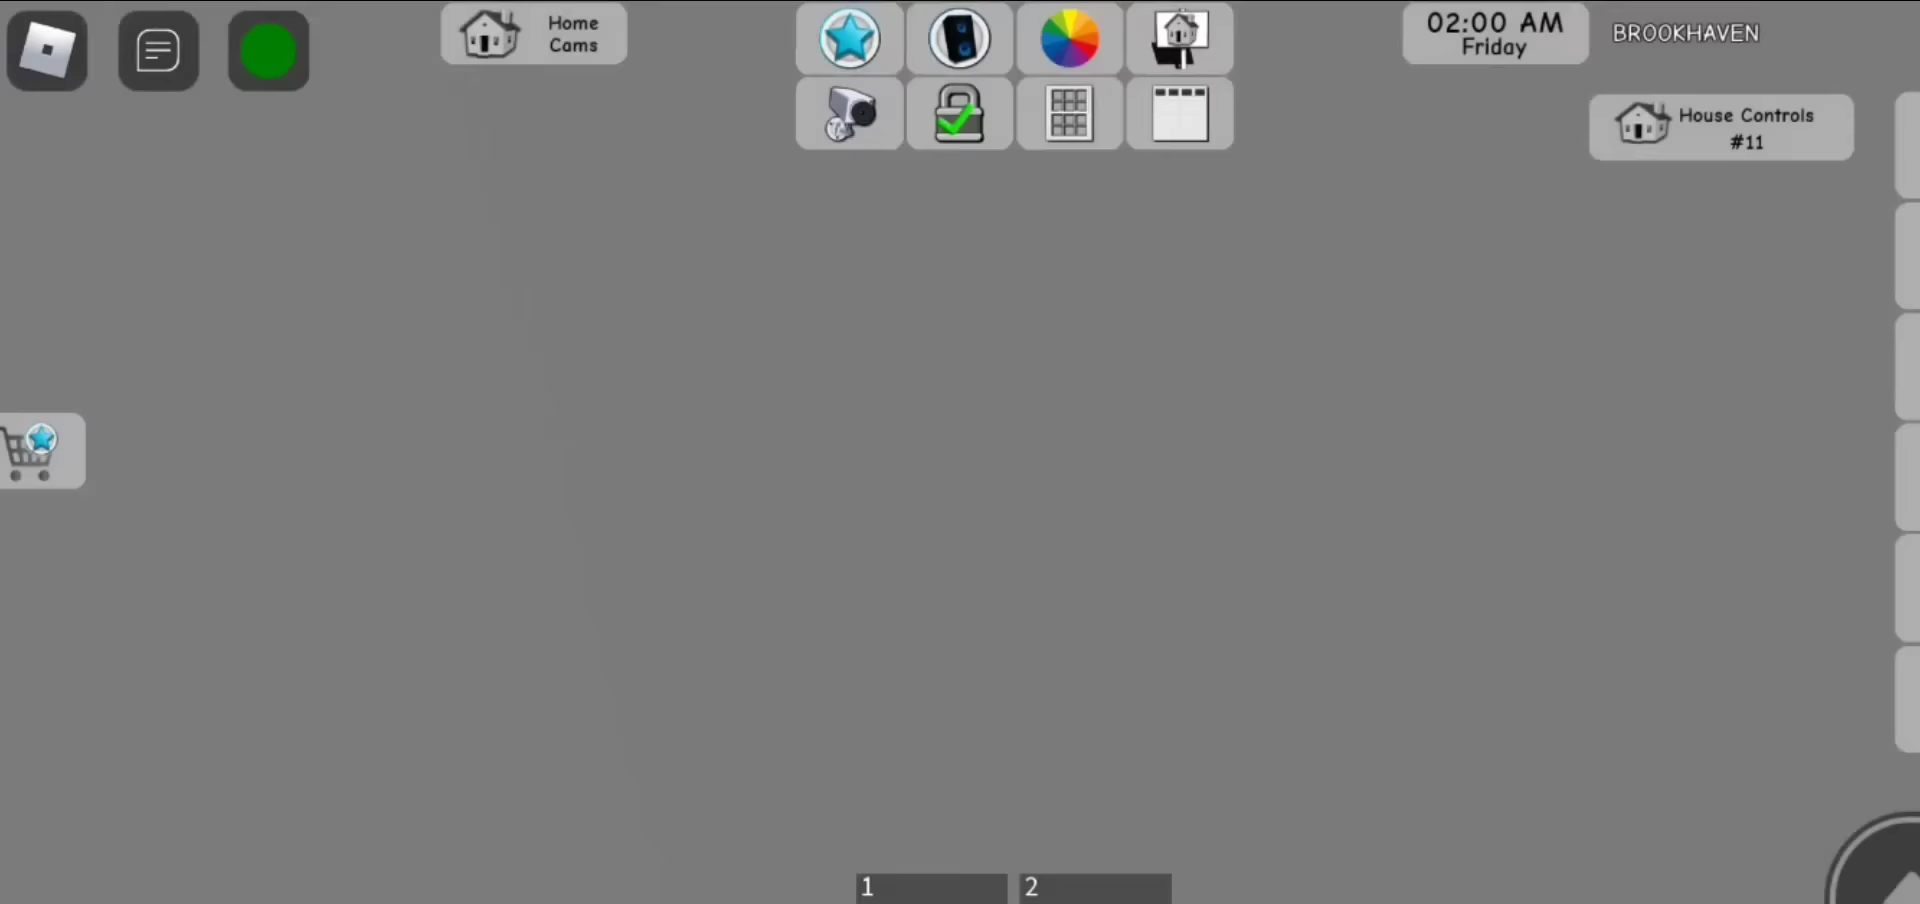 Home
Cams
02:00 AM
Friday
BROOKHAVEN
House Controls
#11
1
2